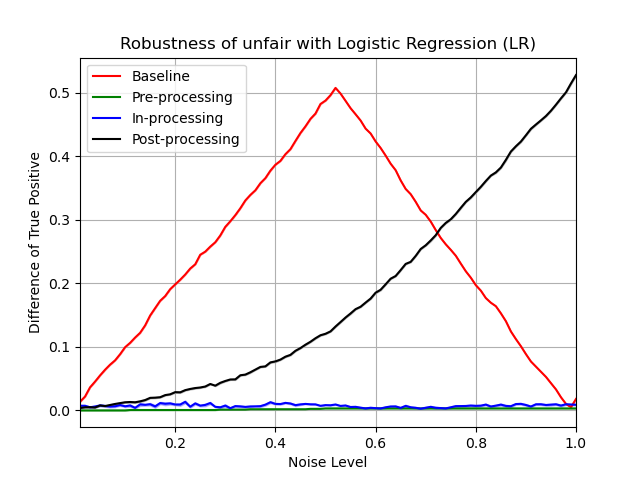 Robustness of unfair with Logistic Regression (LR)
Baseline
Pre-processing
In-processing
Post-processing
Difference of True Positive
0.5
0.4
0.3
0.2
0.1
0.0
0.2 0.4 0.6 0.8 1.0
Noise Level